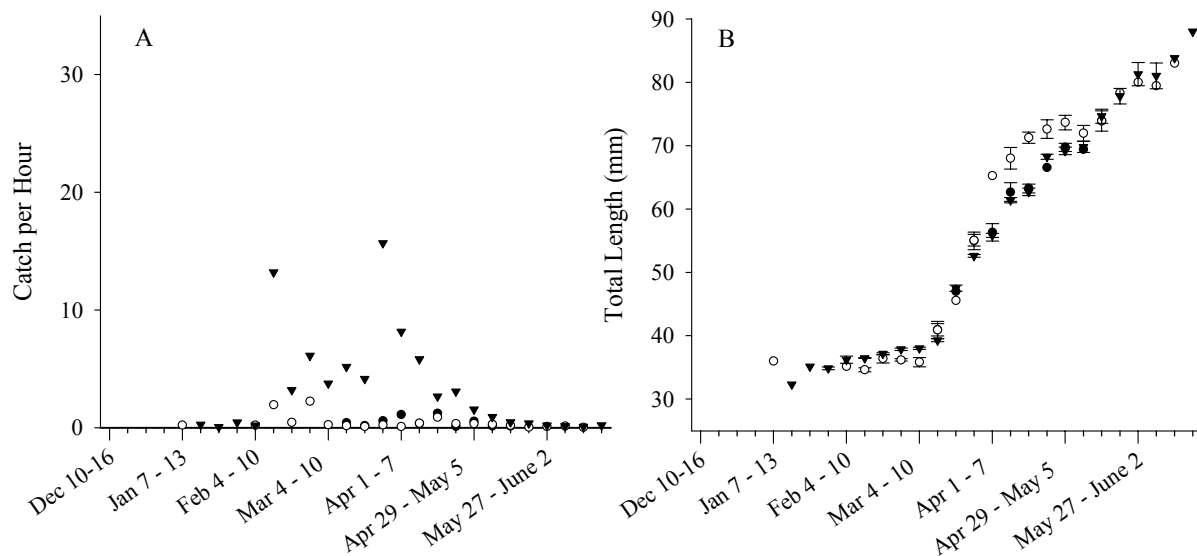 A
Catch per Hour
30
20
10
0
Dec 10-16
Jan 7 - 13
Feb 4 - 10
Mar 4 - 10
Apr 1 - 7
Apr 29 - May 5
May 27 - June 2
B
Total Length (mm)
90
80
70
60
50
40
30
Dec 10-16
Jan 7 - 13
Feb 4 - 10
Mar 4 - 10
Apr 1 - 7
Apr 29 - May 5
May 27 - June 2